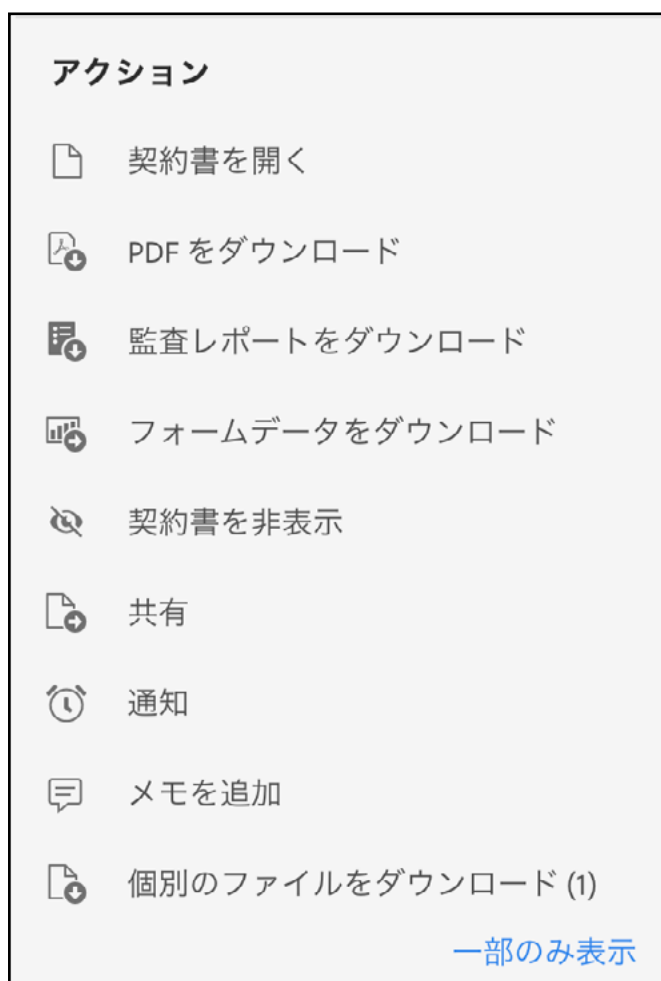 アクション
契約書を開く
PDF をダウンロード
監査レポートをダウンロード
フォームデータをダウンロード
契約書を非表示
共有
通知
メモを追加
個別のファイルをダウンロード (1)
一部のみ表示